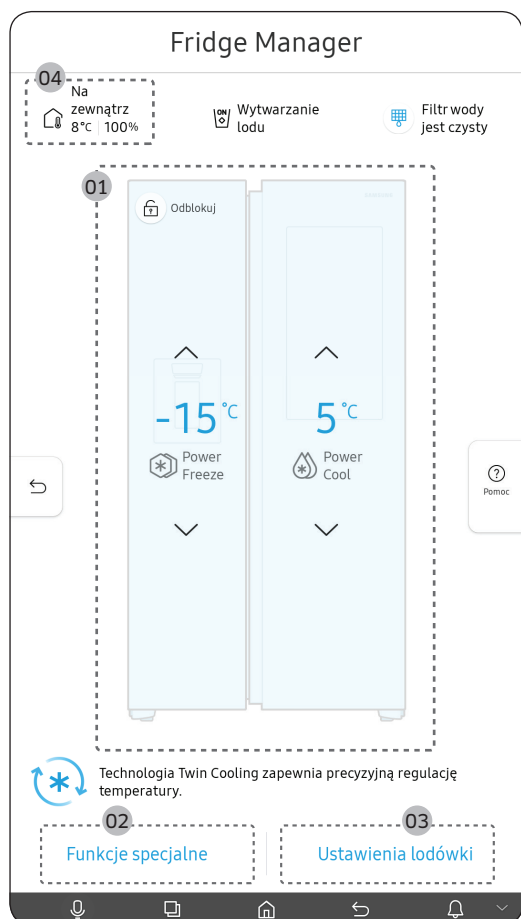 Fridge Manager
04
Na
zewnątrz
8°C | 100%
ON
Wytwarzanie
lodu
Filtr wody
jest czysty
01
Odblokuj
-15°C
Power
Freeze
5°C
Power
Cool
?
Pomoc
Technologia Twin Cooling zapewnia precyzyjną regulację
temperatury.
02
Funkcje specjalne
03
Ustawienia lodówki